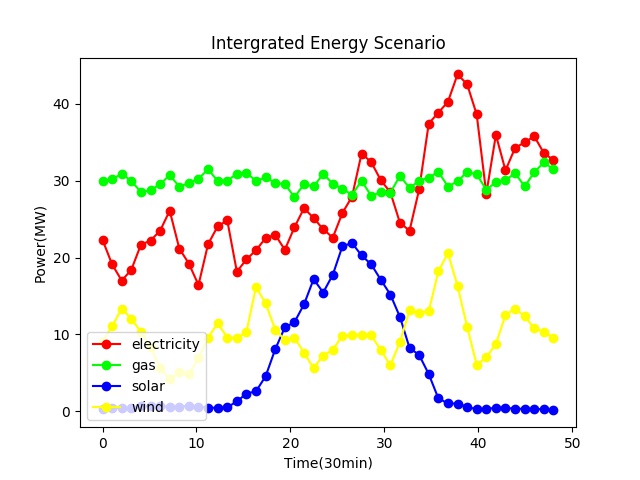 Intergrated Energy Scenario
Power(MW)
40
30
20
10
0
electricity
gas
solar
wind
0 10 20 30 40 50
Time(30min)